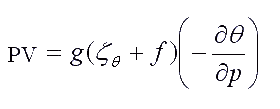 PV = g(ζ_θ + f)(−∂θ/∂p)